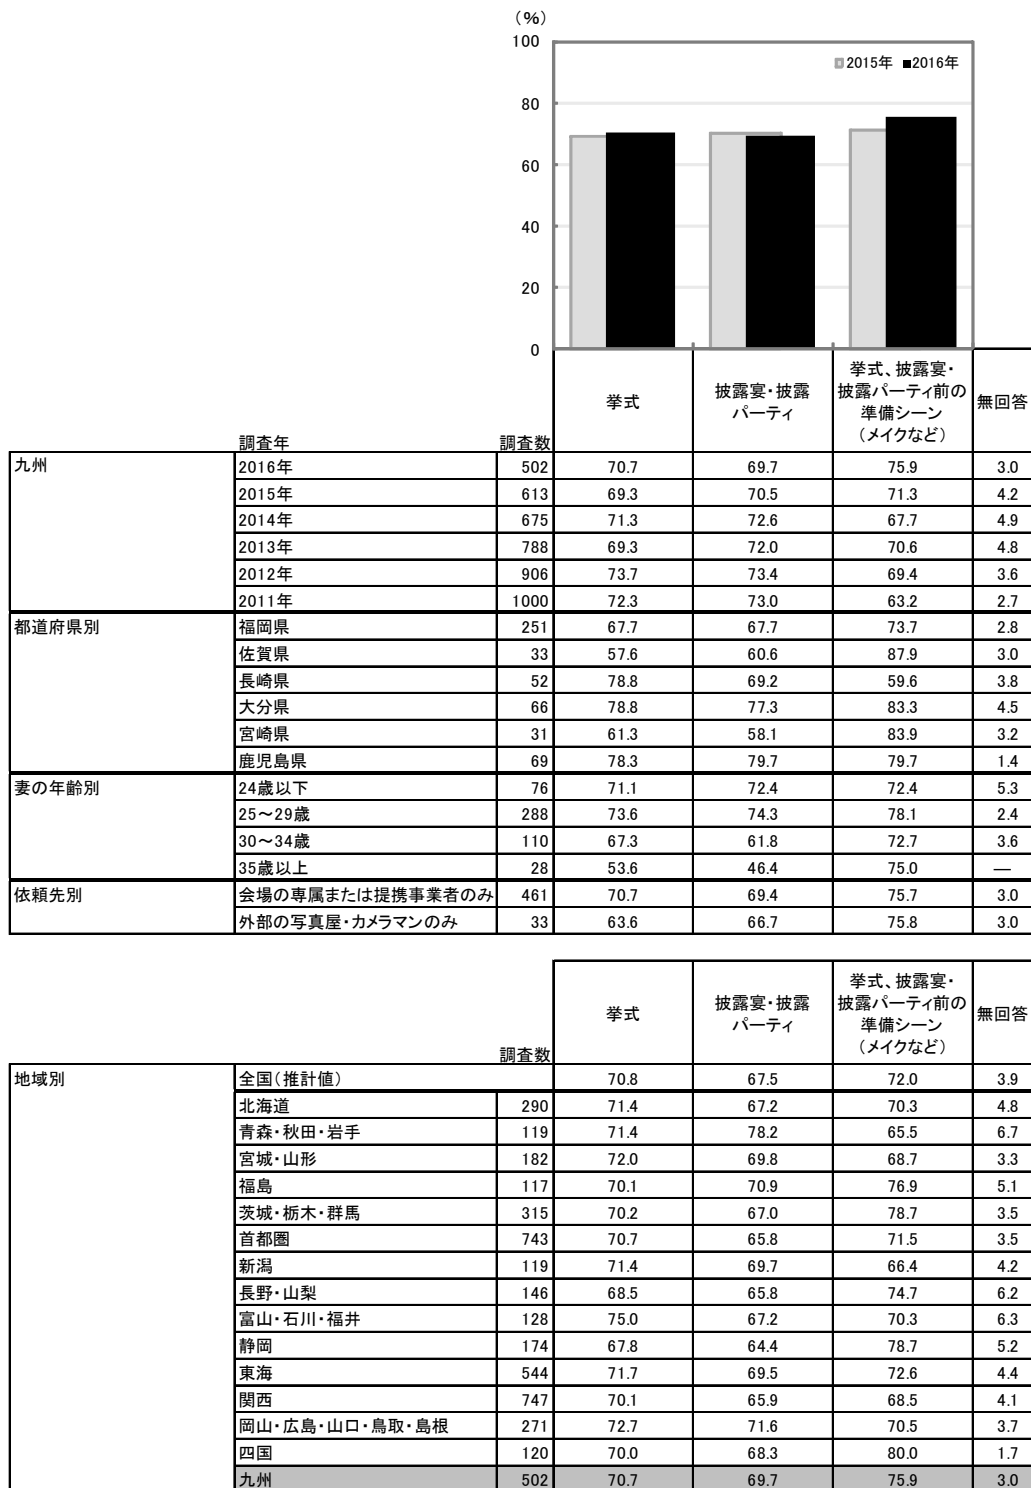 （％）
100
2015年 2016年
80
60
40
20
0
調査年 調査数 挙式 披露宴・披露パーティ 挙式、披露宴・披露パーティ前の準備シーン（メイクなど） 無回答
九州 2016年 502 70.7 69.7 75.9 3.0
2015年 613 69.3 70.5 71.3 4.2
2014年 675 71.3 72.6 67.7 4.9
2013年 788 69.3 72.0 70.6 4.8
2012年 906 73.7 73.4 69.4 3.6
2011年 1000 72.3 73.0 63.2 2.7
都道府県別 福岡県 251 67.7 67.7 73.7 2.8
佐賀県 33 57.6 60.6 87.9 3.0
長崎県 52 78.8 69.2 59.6 3.8
大分県 66 78.8 77.3 83.3 4.5
宮崎県 31 61.3 58.1 83.9 3.2
鹿児島県 69 78.3 79.7 79.7 1.4
妻の年齢別 24歳以下 76 71.1 72.4 72.4 5.3
25～29歳 288 73.6 74.3 78.1 2.4
30～34歳 110 67.3 61.8 72.7 3.6
35歳以上 28 53.6 46.4 75.0 ―
依頼先別 会場の専属または提携事業者のみ 461 70.7 69.4 75.7 3.0
外部の写真屋・カメラマンのみ 33 63.6 66.7 75.8 3.0
調査数 挙式 披露宴・披露パーティ 挙式、披露宴・披露パーティ前の準備シーン（メイクなど） 無回答
地域別 全国（推計値） 70.8 67.5 72.0 3.9
北海道 290 71.4 67.2 70.3 4.8
青森・秋田・岩手 119 71.4 78.2 65.5 6.7
宮城・山形 182 72.0 69.8 68.7 3.3
福島 117 70.1 70.9 76.9 5.1
茨城・栃木・群馬 315 70.2 67.0 78.7 3.5
首都圏 743 70.7 65.8 71.5 3.5
新潟 119 71.4 69.7 66.4 4.2
長野・山梨 146 68.5 65.8 74.7 6.2
富山・石川・福井 128 75.0 67.2 70.3 6.3
静岡 174 67.8 64.4 78.7 5.2
東海 544 71.7 69.5 72.6 4.4
関西 747 70.1 65.9 68.5 4.1
岡山・広島・山口・鳥取・島根 271 72.7 71.6 70.5 3.7
四国 120 70.0 68.3 80.0 1.7
九州 502 70.7 69.7 75.9 3.0